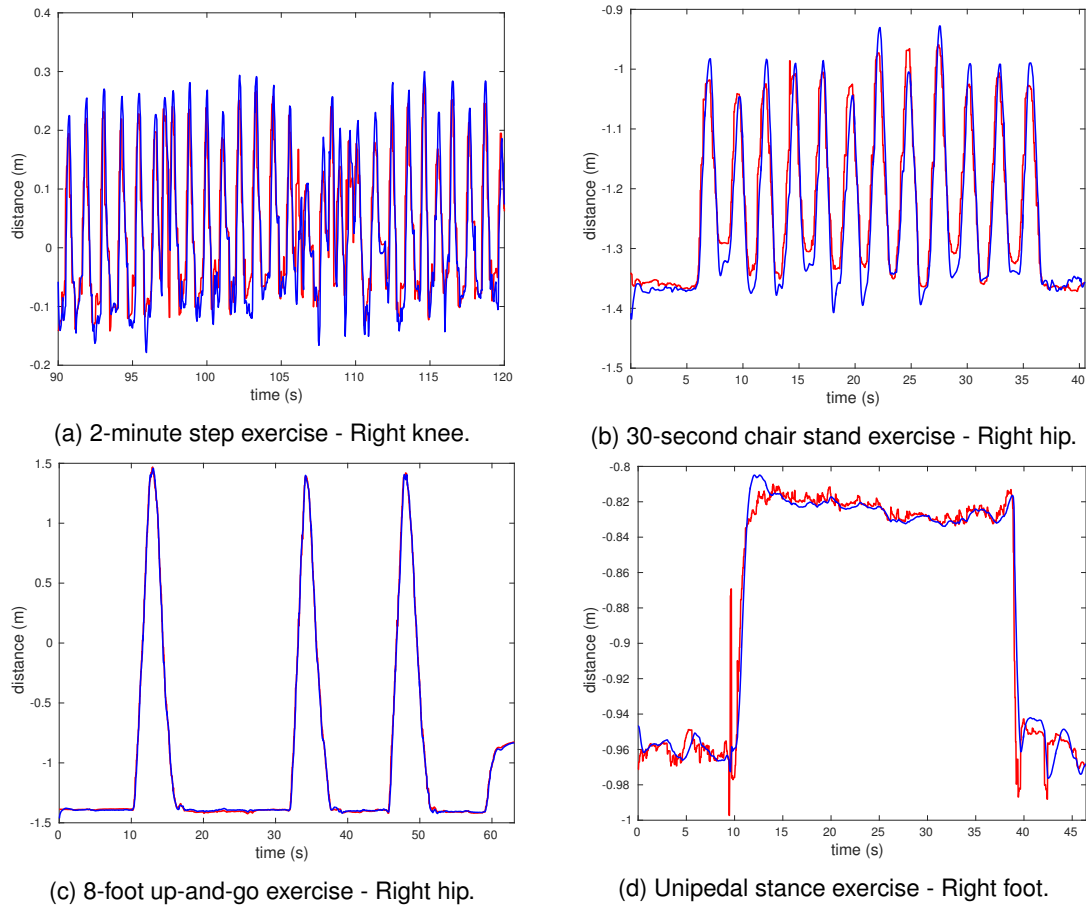 0.4
0.3
0.2
0.1
0
-0.1
-0.2
distance (m)
90 95 100 105 110 115 120
time (s)
(a) 2-minute step exercise - Right knee.
-0.9
-1
-1.1
-1.2
-1.3
-1.4
-1.5
distance (m)
0 5 10 15 20 25 30 35 40
time (s)
(b) 30-second chair stand exercise - Right hip.
1.5
1
0.5
0
-0.5
-1
-1.5
distance (m)
0 10 20 30 40 50 60
time (s)
(c) 8-foot up-and-go exercise - Right hip.
-0.8
-0.82
-0.84
-0.86
-0.88
-0.9
-0.92
-0.94
-0.96
-0.98
-1
distance (m)
0 5 10 15 20 25 30 35 40 45
time (s)
(d) Unipedal stance exercise - Right foot.